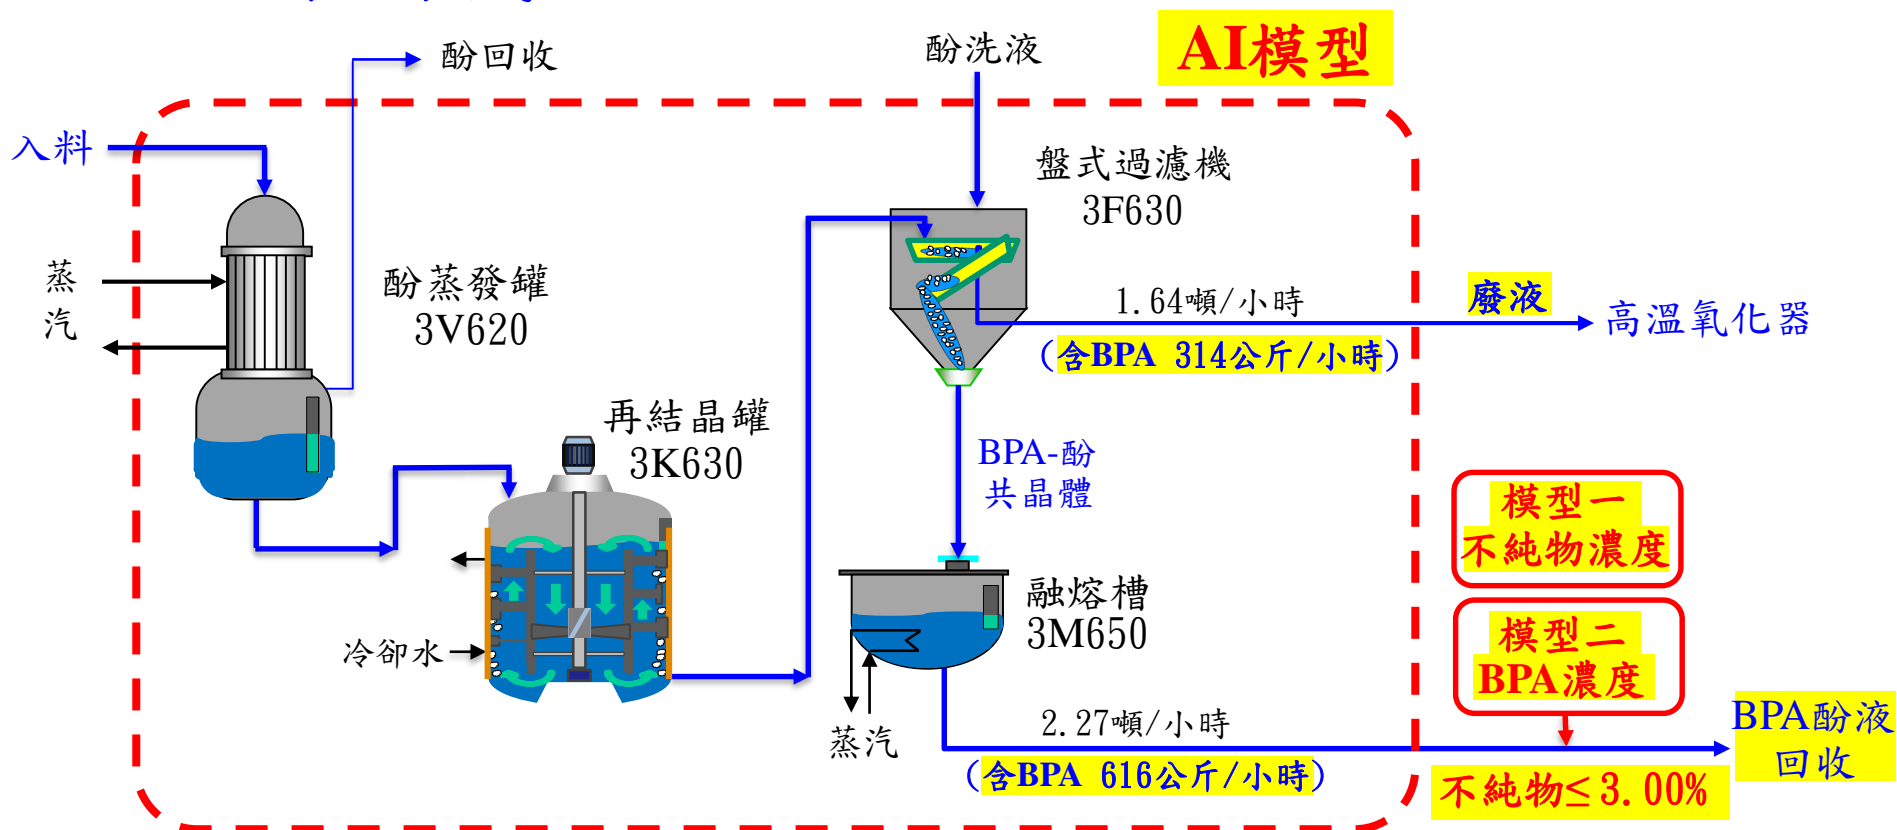 AI模型
酚回收
酚洗液
入料
盤式過濾機
3F630
蒸
汽
酚蒸發罐
3V620
1.64噸/小時
廢液
高溫氧化器
(含BPA 314公斤/小時)
再結晶罐
3K630
BPA-酚
共晶體
模型一
不純物濃度
融熔槽
3M650
模型二
BPA濃度
冷卻水
蒸汽
2.27噸/小時
BPA酚液
回收
(含BPA 616公斤/小時)
不純物≤3.00%